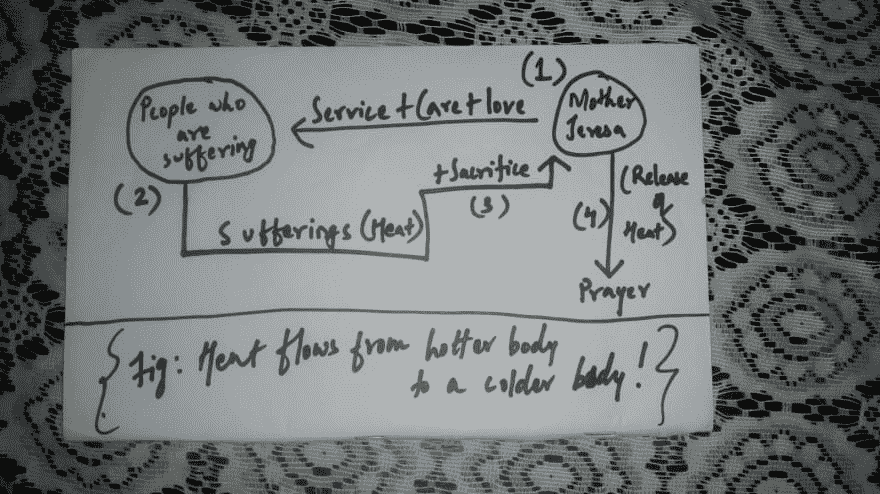 (1)
People who
are
suffering
Service + Care + love
Mother
Teresa
(2)
+ Sacrifice
(3)
Sufferings (Heat)
(4)
(Release
of
Heat)
Prayer
{ Fig: Heat flows from hotter body
to a colder body! }